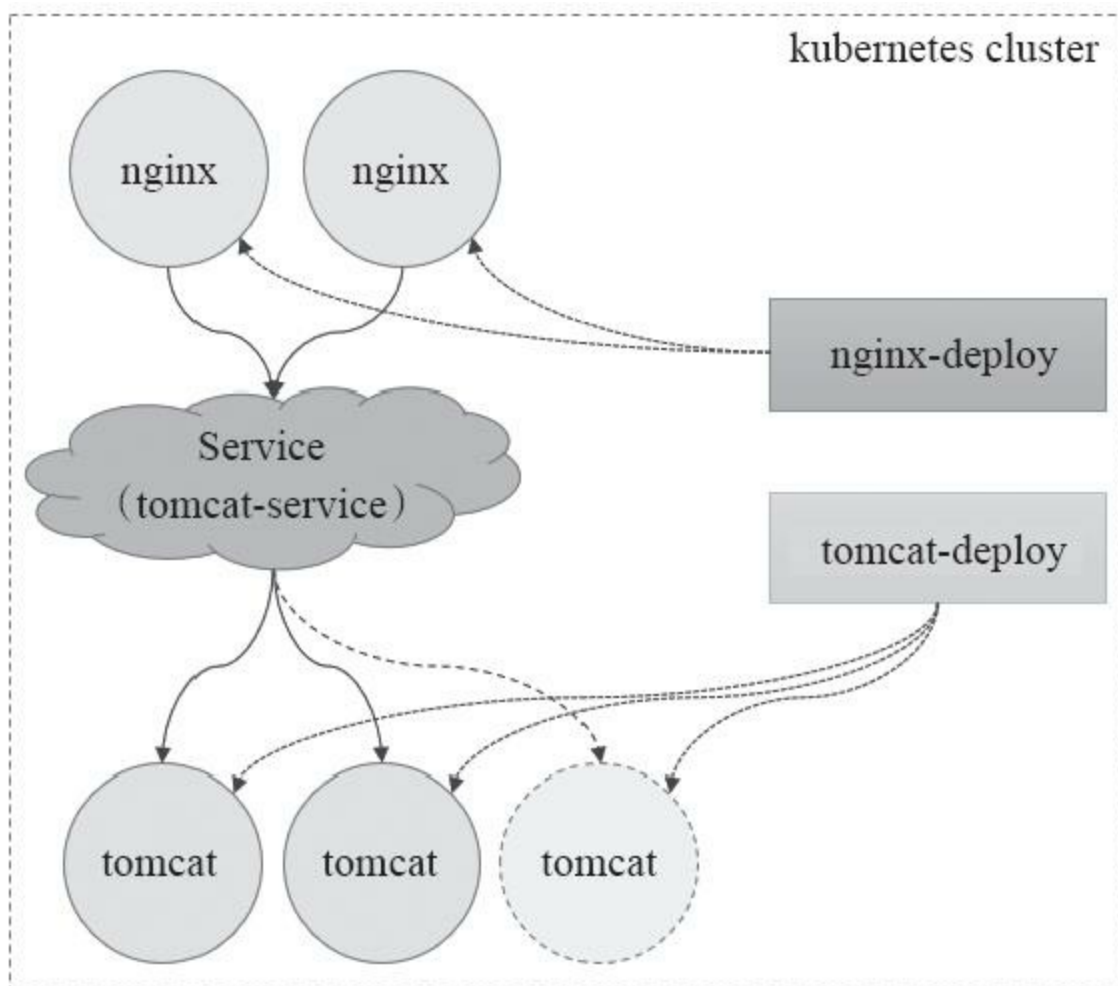 kubernetes cluster
nginx
nginx
nginx-deploy
Service
（tomcat-service）
tomcat-deploy
tomcat
tomcat
tomcat